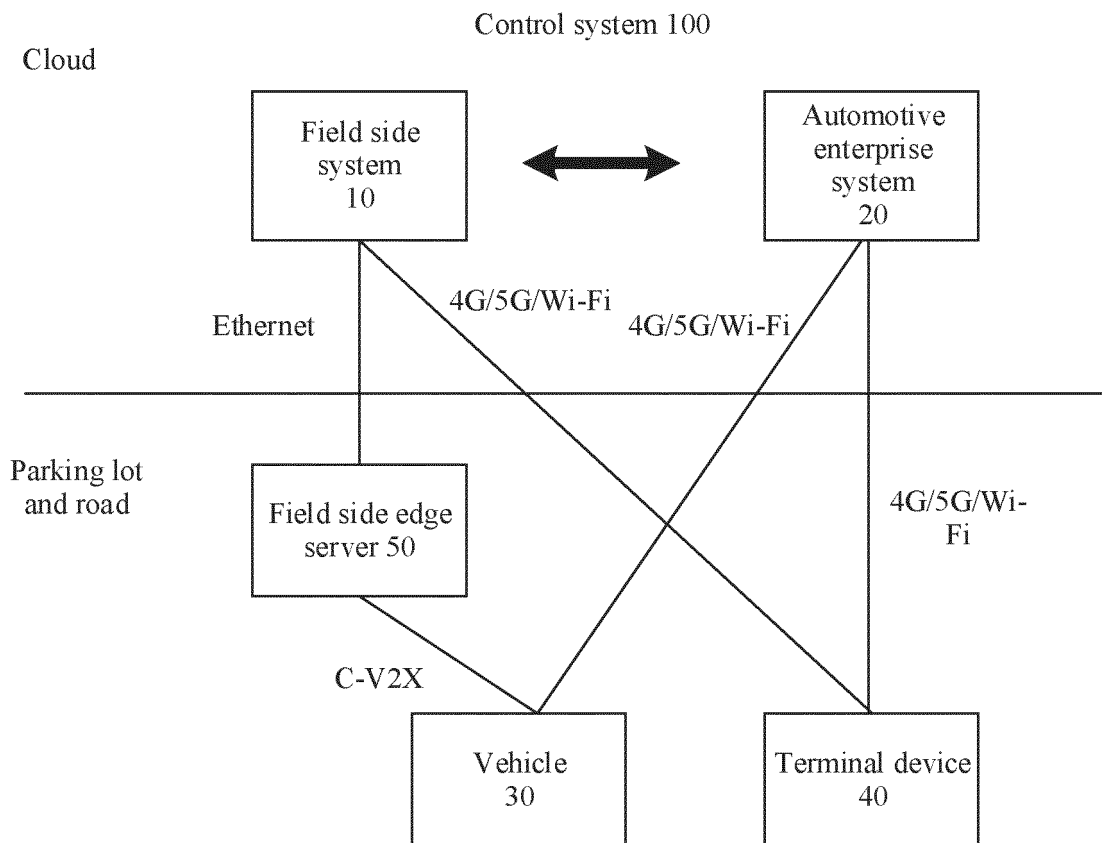 Control system 100
Cloud
Field side
system
10
Automotive
enterprise
system
20
4G/5G/Wi-Fi
Ethernet
4G/5G/Wi-Fi
Parking lot
and road
Field side edge
server 50
4G/5G/Wi-
Fi
C-V2X
Vehicle
30
Terminal device
40